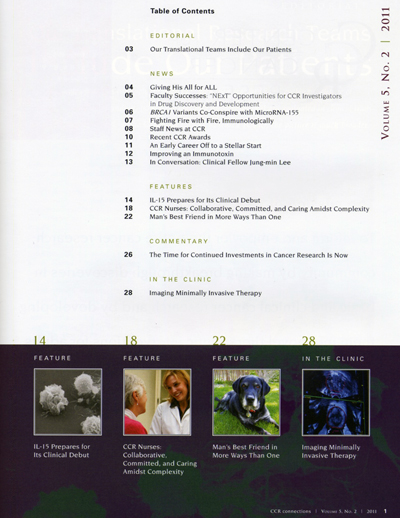 Table of Contents
VOLUME 5, NO. 2 | 2011
EDITORIAL
03 Our Translational Teams Include Our Patients
NEWS
04 Giving His All for ALL
05 Faculty Successes: "NExT" Opportunities for CCR Investigators
in Drug Discovery and Development
06 BRCA1 Variants Co-Conspire with MicroRNA-155
07 Fighting Fire with Fire, Immunologically
08 Staff News at CCR
10 Recent CCR Awards
11 An Early Career Off to a Stellar Start
12 Improving an Immunotoxin
13 In Conversation: Clinical Fellow Jung-min Lee
FEATURES
14 IL-15 Prepares for Its Clinical Debut
18 CCR Nurses: Collaborative, Committed, and Caring Amidst Complexity
22 Man's Best Friend in More Ways Than One
COMMENTARY
26 The Time for Continued Investments in Cancer Research Is Now
IN THE CLINIC
28 Imaging Minimally Invasive Therapy
14
FEATURE
IL-15 Prepares for
Its Clinical Debut
18
FEATURE
CCR Nurses:
Collaborative,
Committed, and Caring
Amidst Complexity
22
FEATURE
Man's Best Friend in
More Ways Than One
28
IN THE CLINIC
Imaging Minimally
Invasive Therapy
CCR connections | VOLUME 5, NO. 2 | 2011 1